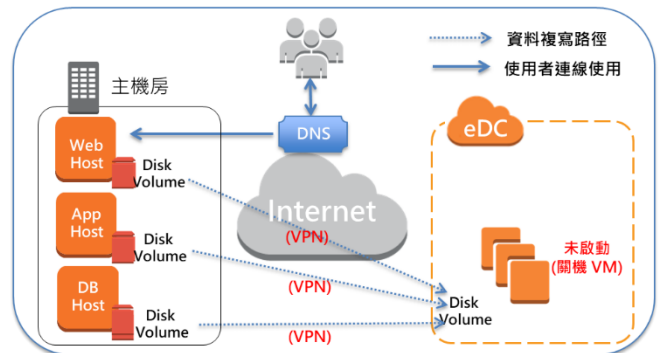 資料複寫路徑
使用者連線使用
主機房
DNS
eDC
Web
Host
Disk
Volume
Internet
(VPN)
App
Host
Disk
Volume
(VPN)
未啟動
(關機 VM)
DB
Host
Disk
Volume
(VPN)
Disk
Volume